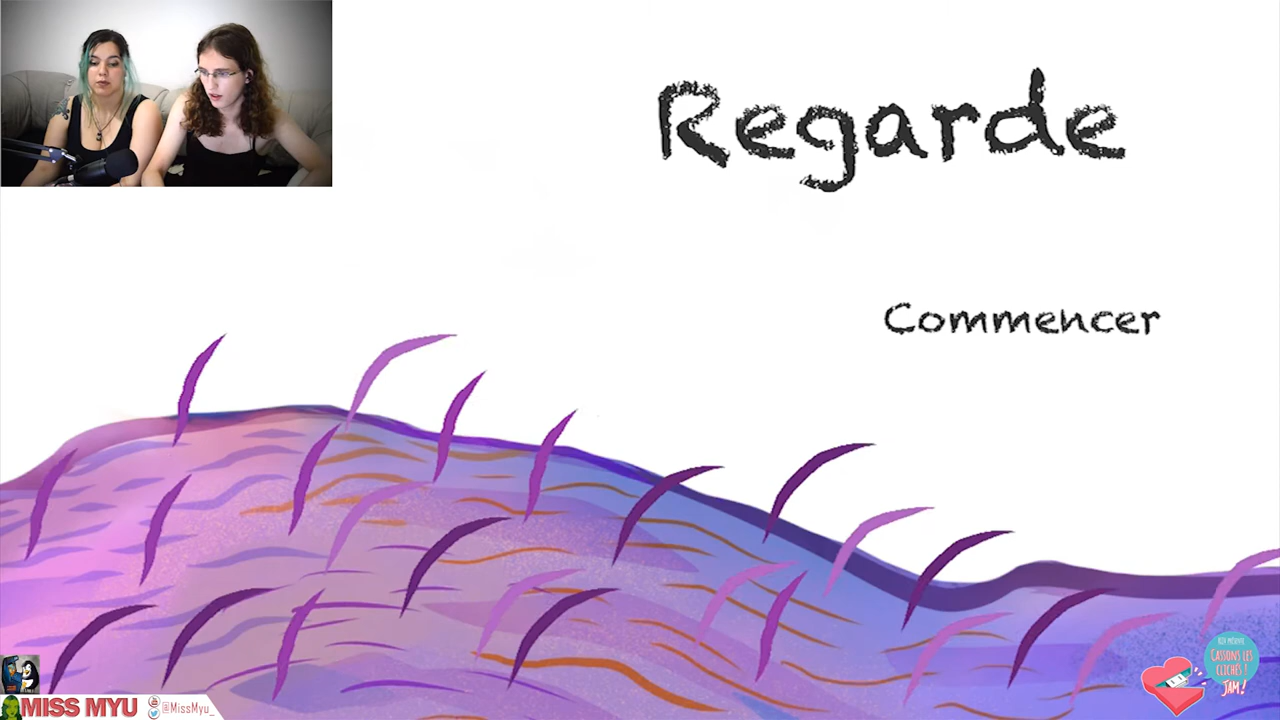 Regarde
Commencer
MISS MYU
@MissMyu_
CASSONS LES
CLICHÉS !
JAM!